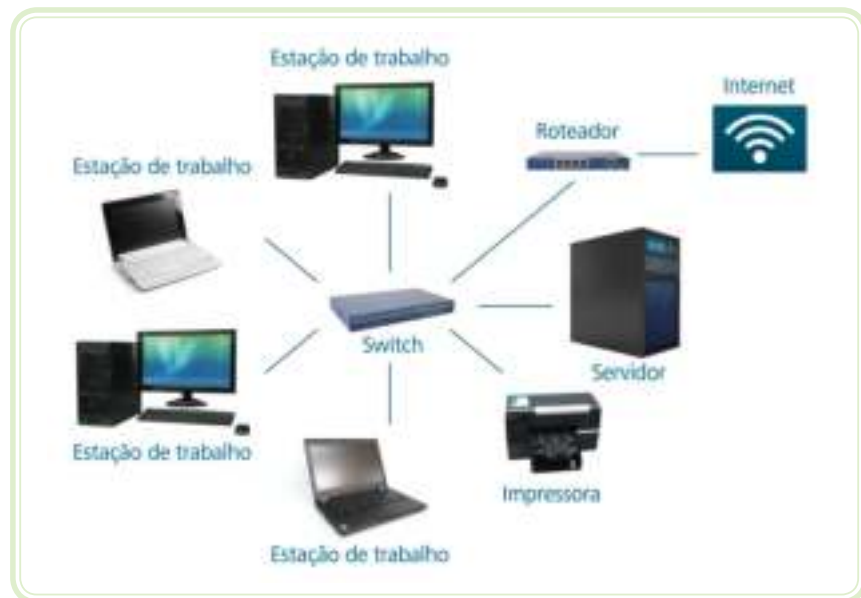 Estação de trabalho
Internet
Roteador
Estação de trabalho
Switch
Servidor
Estação de trabalho
Impressora
Estação de trabalho